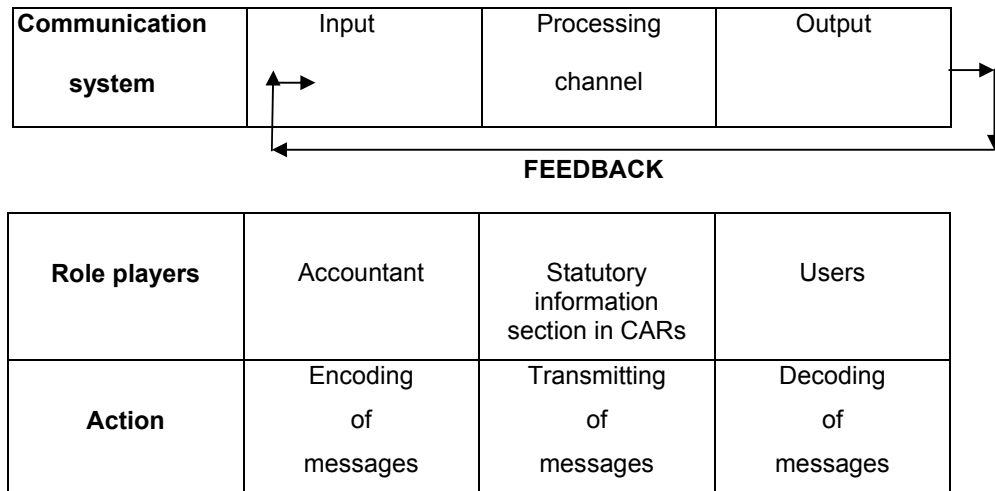 Communication system
Input
Processing channel
Output
FEEDBACK
Role players
Accountant
Statutory
information
section in CARs
Users
Action
Encoding
of
messages
Transmitting
of
messages
Decoding
of
messages